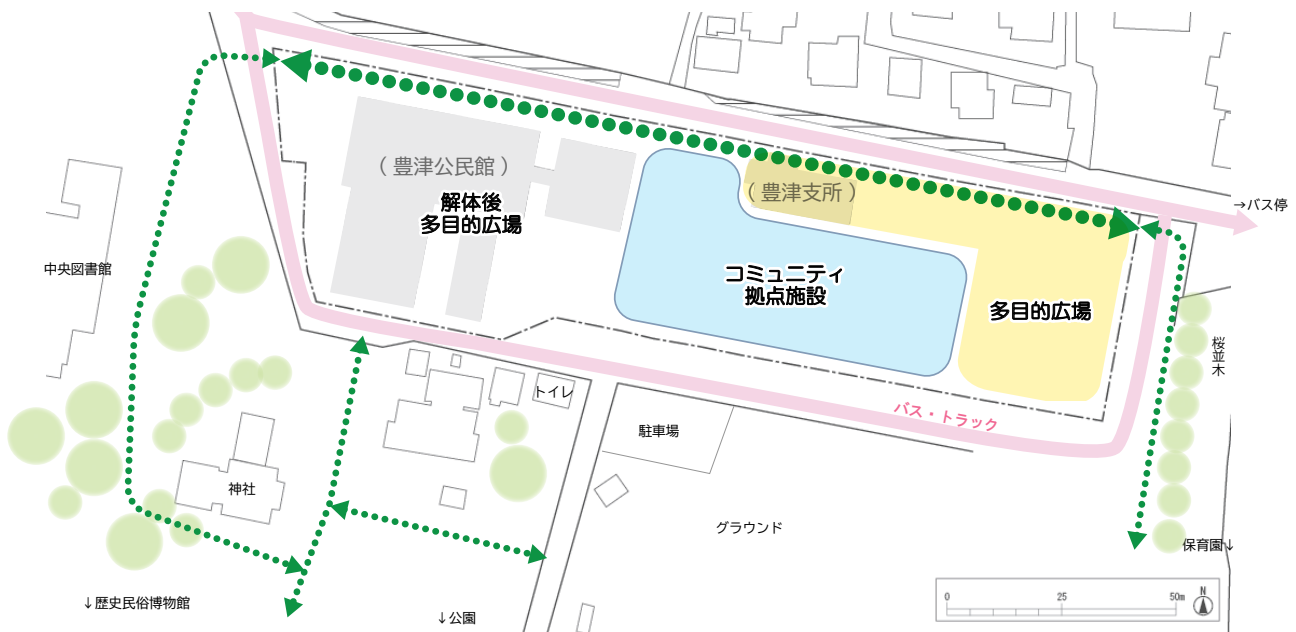 （豊津公民館）
解体後
多目的広場
（豊津支所）
→バス停
中央図書館
コミュニティ
拠点施設
多目的広場
桜並木
トイレ
バス・トラック
駐車場
神社
グラウンド
保育園↓
↓歴史民俗博物館
↓公園
0 25 50m N